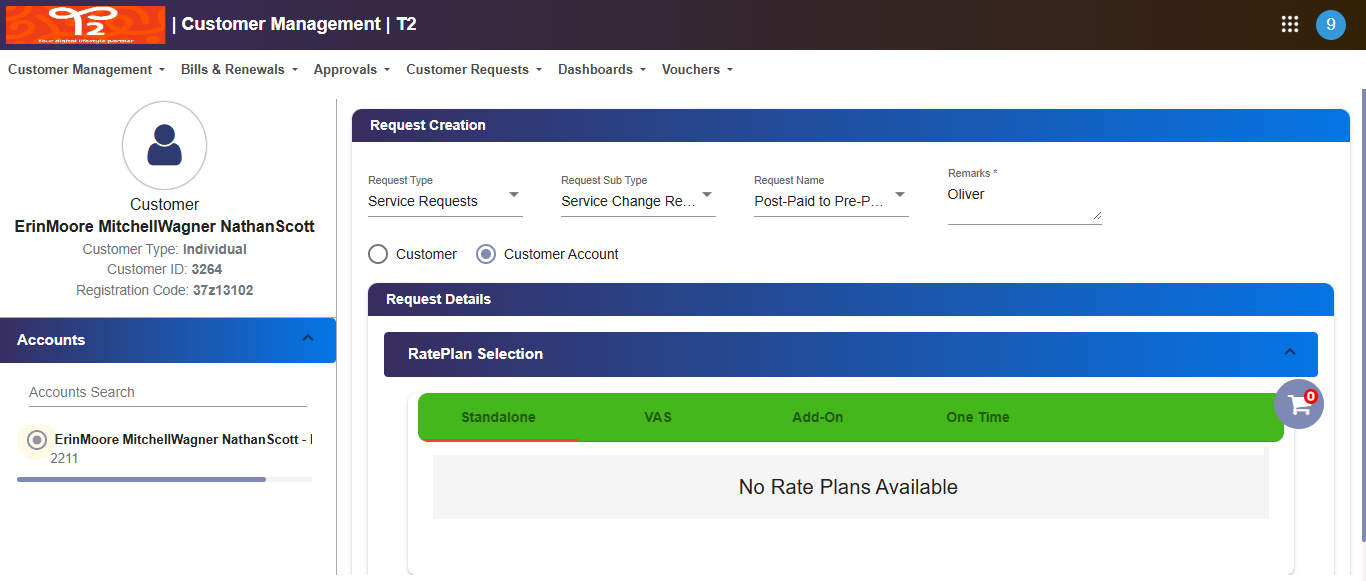 T2
Your digital lifestyle partner
| Customer Management | T2
9
Customer Management
Bills & Renewals
Approvals
Customer Requests
Dashboards
Vouchers
Customer
ErinMoore MitchellWagner NathanScott
Customer Type: Individual
Customer ID: 3264
Registration Code: 37z13102
Accounts
Accounts Search
ErinMoore MitchellWagner NathanScott -
2211
Request Creation
Request Type
Service Requests
Request Sub Type
Service Change Re...
Request Name
Post-Paid to Pre-P...
Remarks *
Oliver
Customer
Customer Account
Request Details
RatePlan Selection
0
Standalone
VAS
Add-On
One Time
No Rate Plans Available